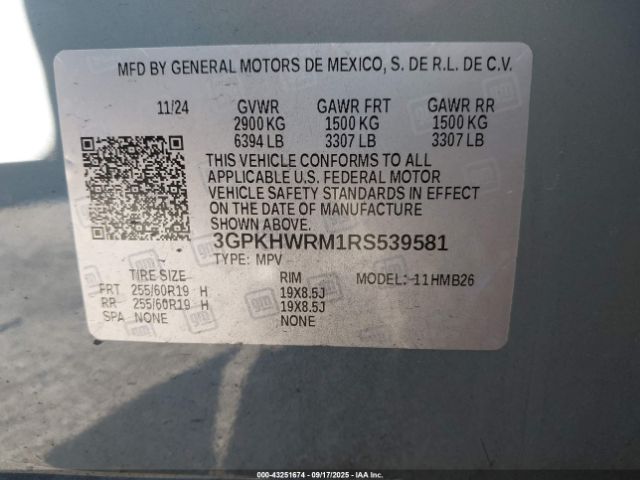 MFD BY GENERAL MOTORS DE MEXICO, S. DE R.L. DE C.V.
11/24 GVWR GAWR FRT GAWR RR
2900 KG 1500 KG 1500 KG
6394 LB 3307 LB 3307 LB
THIS VEHICLE CONFORMS TO ALL
APPLICABLE U.S. FEDERAL MOTOR
VEHICLE SAFETY STANDARDS IN EFFECT
ON THE DATE OF MANUFACTURE
SHOWN ABOVE.
3GPKHWRM1RS539581
TYPE: MPV
TIRE SIZE RIM MODEL: 11HMB26
FRT 255/60R19 H 19X8.5J
RR 255/60R19 H 19X8.5J
SPA NONE NONE
000-43251674 09/17/2025 IAA, Inc.